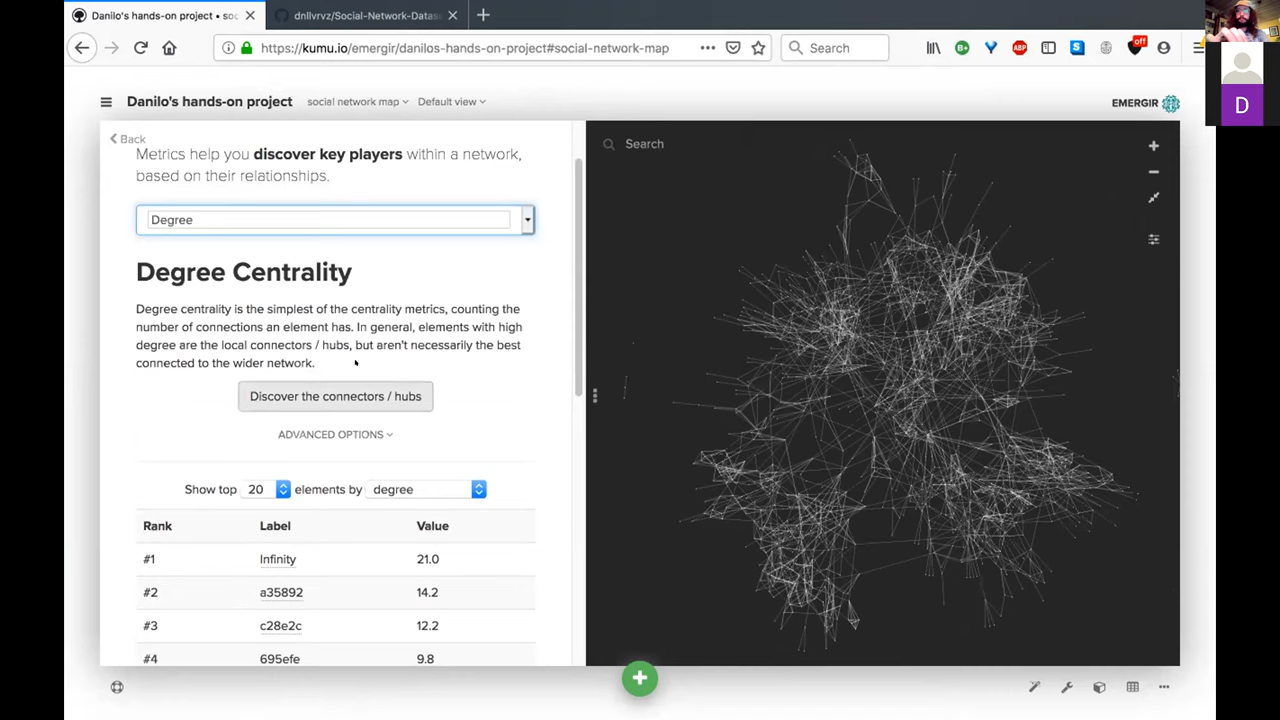 Danilo's hands-on project • soc
dnllvrvz/Social-Network-Datas
https://kumu.io/emergir/danilos-hands-on-project#social-network-map
Search
B+
ABP
S
off
D
Danilo's hands-on project
social network map
Default view
EMERGIR
Back
Metrics help you discover key players within a network,
based on their relationships.
Degree
Degree Centrality
Degree centrality is the simplest of the centrality metrics, counting the
number of connections an element has. In general, elements with high
degree are the local connectors / hubs, but aren't necessarily the best
connected to the wider network.
Discover the connectors / hubs
ADVANCED OPTIONS
Show top 20 elements by degree
Rank Label Value
#1 Infinity 21.0
#2 a35892 14.2
#3 c28e2c 12.2
#4 695efe 9.8
Search